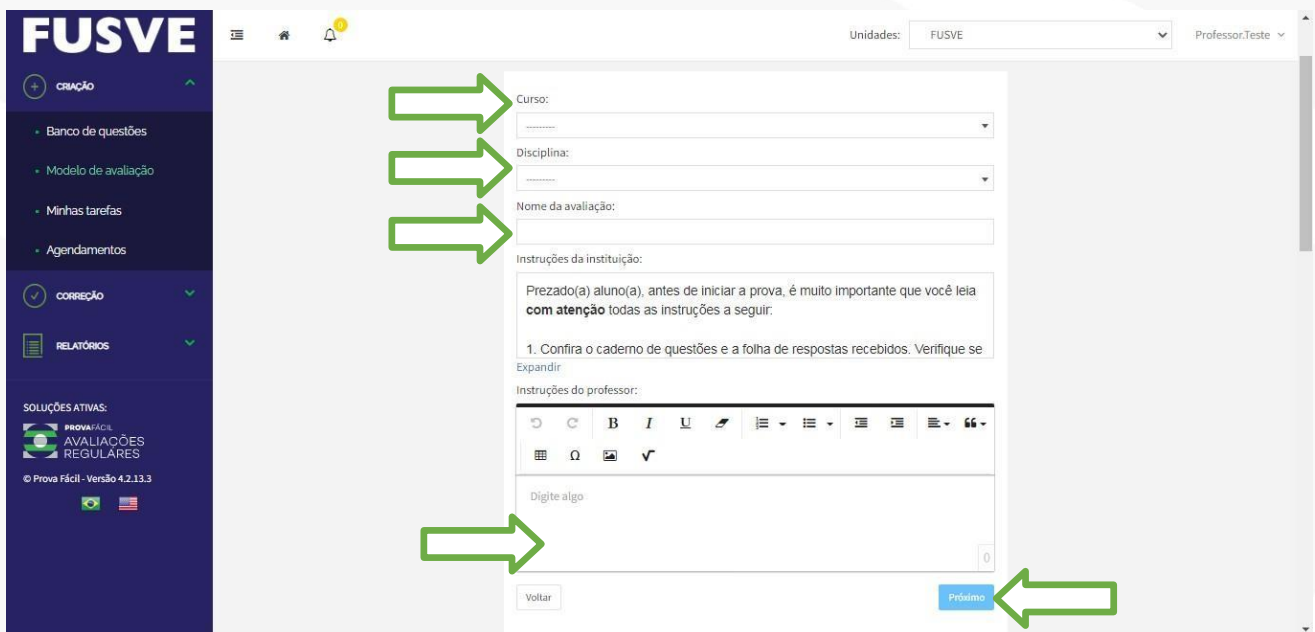 FUSVE
0
Unidades:
FUSVE
Professor.Teste
CRIAÇÃO
Banco de questões
Modelo de avaliação
Minhas tarefas
Agendamentos
CORREÇÃO
RELATÓRIOS
SOLUÇÕES ATIVAS:
PROVAFÁCIL
AVALIAÇÕES
REGULARES
© Prova Fácil - Versão 4.2.13.3
Curso:
---------
Disciplina:
---------
Nome da avaliação:
Instruções da instituição:
Prezado(a) aluno(a), antes de iniciar a prova, é muito importante que você leia
com atenção todas as instruções a seguir:
1. Confira o caderno de questões e a folha de respostas recebidos. Verifique se
Expandir
Instruções do professor:
B I U
Ω
Digite algo
0
Voltar
Próximo